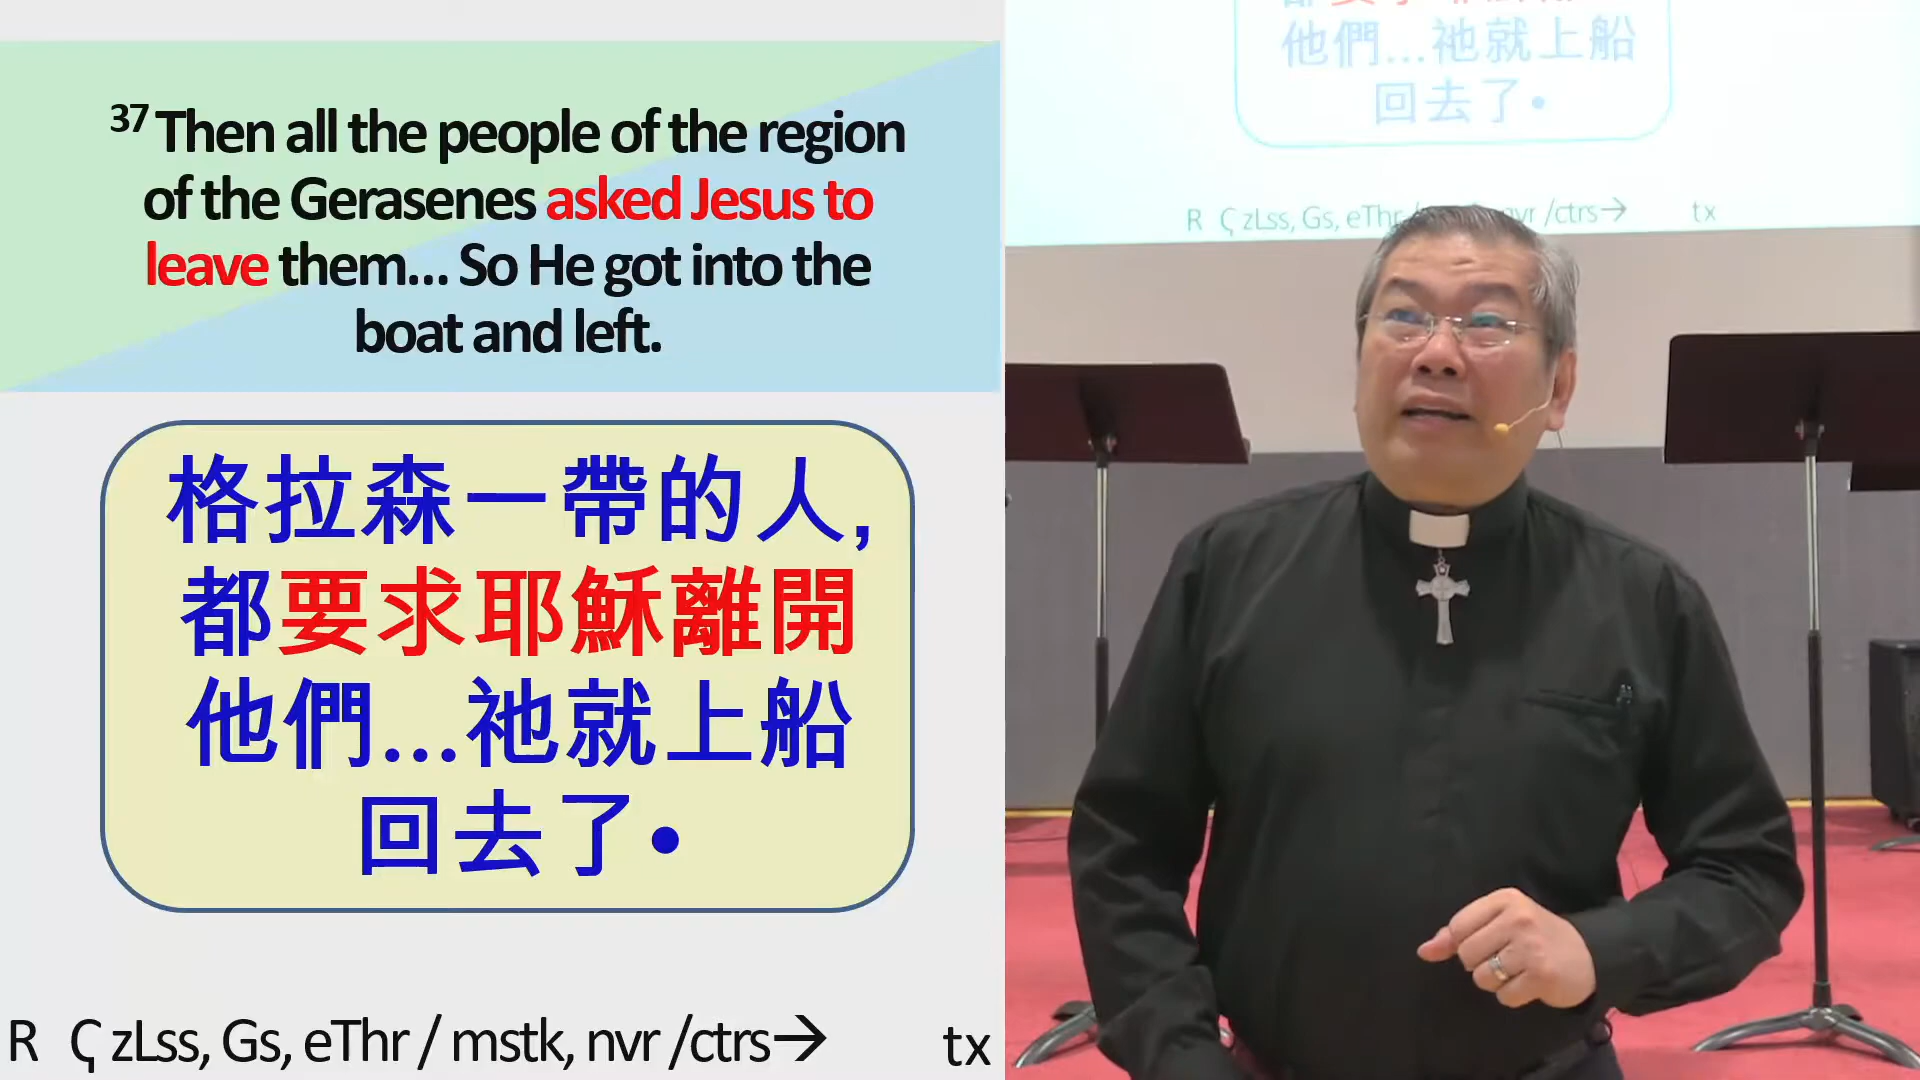 37 Then all the people of the region
of the Gerasenes asked Jesus to
leave them... So He got into the
boat and left.
格拉森一帶的人,
都要求耶穌離開
他們...祂就上船
回去了•
R Ϛ zLss, Gs, eThr / mstk, nvr /ctrs→ tx
他們...祂就上船
回去了•
R Ϛ zLss, Gs, eThr nvr /ctrs→ tx